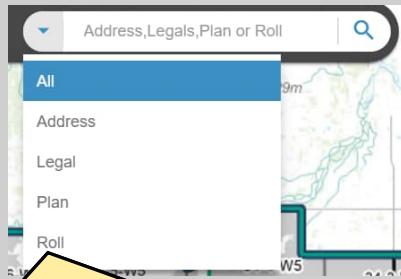 Address,Legals,Plan or Roll
All
Address
Legal
Plan
Roll
W5